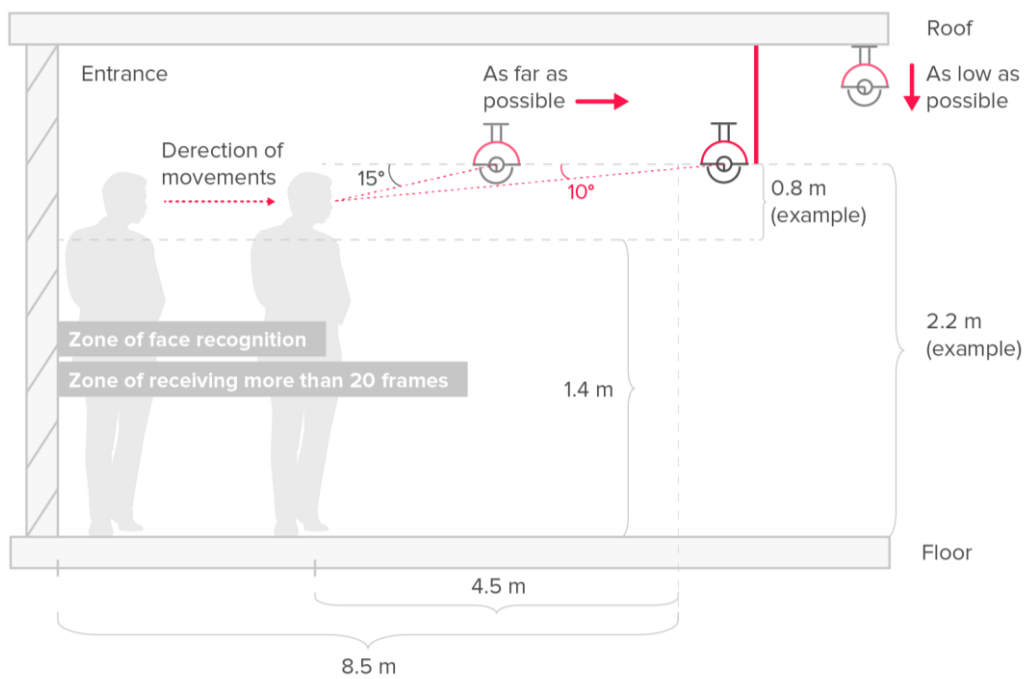 Roof
Entrance
As far as
possible
As low as
possible
Derection of
movements
15°
10°
0.8 m
(example)
Zone of face recognition
Zone of receiving more than 20 frames
1.4 m
2.2 m
(example)
Floor
4.5 m
8.5 m